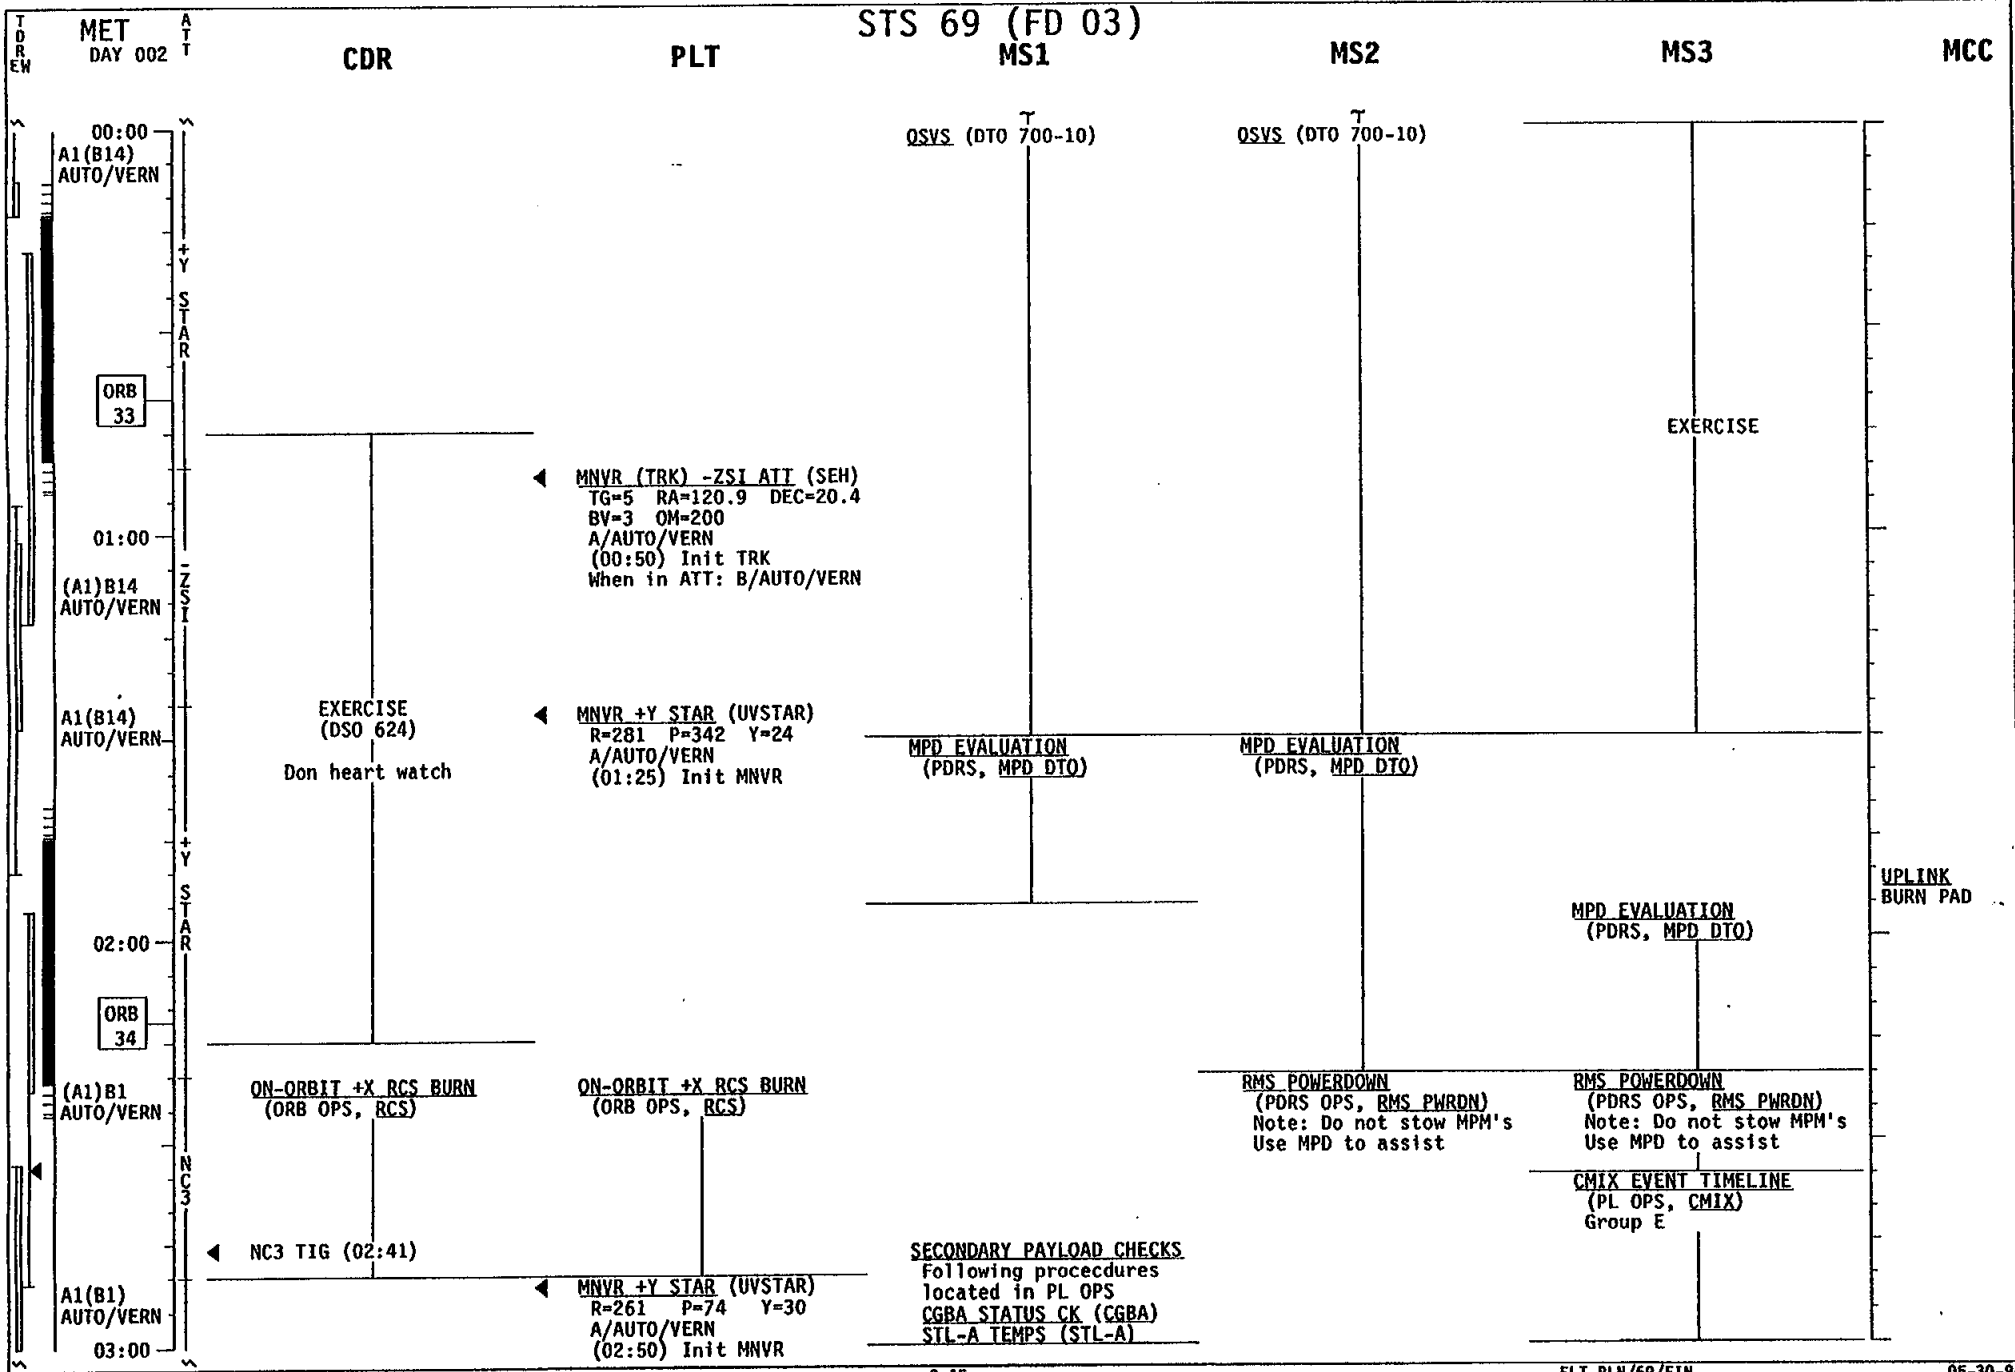 STS 69 (FD 03)
TDRE W
MET
DAY 002
ATT
CDR
PLT
MS1
MS2
MS3
MCC
00:00
A1(B14)
AUTO/VERN
+Y STAR
ORB
33
01:00
(A1)B14
AUTO/VERN
-ZSI
A1(B14)
AUTO/VERN
+Y STAR
02:00
ORB
34
(A1)B1
AUTO/VERN
NC3
A1(B1)
AUTO/VERN
03:00
EXERCISE
(DSO 624)
Don heart watch
ON-ORBIT +X RCS BURN
(ORB OPS, RCS)
NC3 TIG (02:41)
MNVR (TRK) -ZSI ATT (SEH)
TG=5 RA=120.9 DEC=20.4
BV=3 OM=200
A/AUTO/VERN
(00:50) Init TRK
When in ATT: B/AUTO/VERN
MNVR +Y STAR (UVSTAR)
R=281 P=342 Y=24
A/AUTO/VERN
(01:25) Init MNVR
ON-ORBIT +X RCS BURN
(ORB OPS, RCS)
MNVR +Y STAR (UVSTAR)
R=261 P=74 Y=30
A/AUTO/VERN
(02:50) Init MNVR
OSVS (DTO 700-10)
MPD EVALUATION
(PDRS, MPD DTO)
SECONDARY PAYLOAD CHECKS
Following procecdures
located in PL OPS
CGBA STATUS CK (CGBA)
STL-A TEMPS (STL-A)
OSVS (DTO 700-10)
MPD EVALUATION
(PDRS, MPD DTO)
RMS POWERDOWN
(PDRS OPS, RMS PWRDN)
Note: Do not stow MPM's
Use MPD to assist
EXERCISE
MPD EVALUATION
(PDRS, MPD DTO)
RMS POWERDOWN
(PDRS OPS, RMS PWRDN)
Note: Do not stow MPM's
Use MPD to assist
CMIX EVENT TIMELINE
(PL OPS, CMIX)
Group E
UPLINK
BURN PAD
FLT PLN/69/FIN